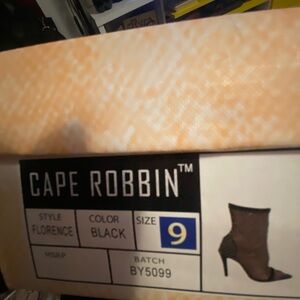 CAPE ROBBIN™
STYLE COLOR SIZE 9
FLORENCE BLACK
MSRP BATCH
BY5099